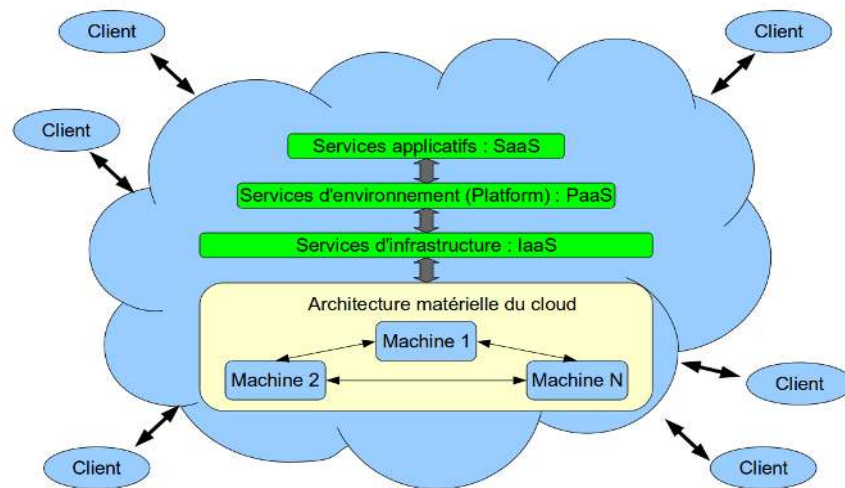 Client
Client
Client
Services applicatifs : SaaS
Services d'environnement (Platform) : PaaS
Services d'infrastructure : IaaS
Architecture matérielle du cloud
Machine 1
Machine 2
Machine N
Client
Client
Client